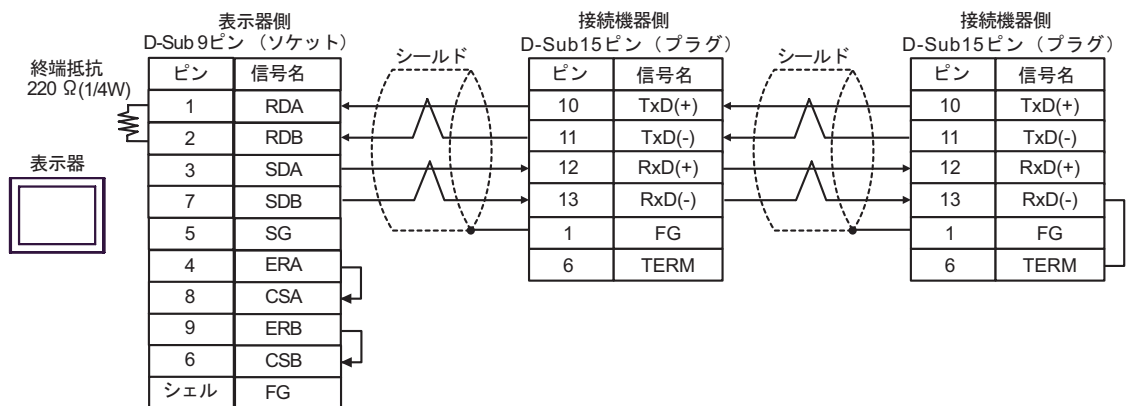 表示器側
D-Sub 9ピン （ソケット）
終端抵抗
220 Ω(1/4W)
表示器
ピン 信号名
1 RDA
2 RDB
3 SDA
7 SDB
5 SG
4 ERA
8 CSA
9 ERB
6 CSB
シェル FG
シールド
接続機器側
D-Sub15ピン（プラグ）
ピン 信号名
10 TxD(+)
11 TxD(-)
12 RxD(+)
13 RxD(-)
1 FG
6 TERM
シールド
接続機器側
D-Sub15ピン（プラグ）
ピン 信号名
10 TxD(+)
11 TxD(-)
12 RxD(+)
13 RxD(-)
1 FG
6 TERM